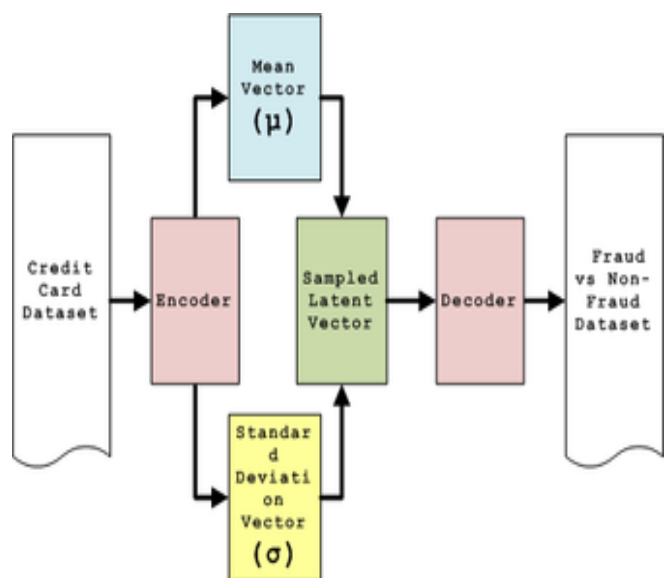 Mean
Vector
(μ)
Credit
Card
Dataset
Encoder
Sampled
Latent
Vector
Decoder
Fraud
vs Non-
Fraud
Dataset
Standar
d
Deviati
on
Vector
(σ)